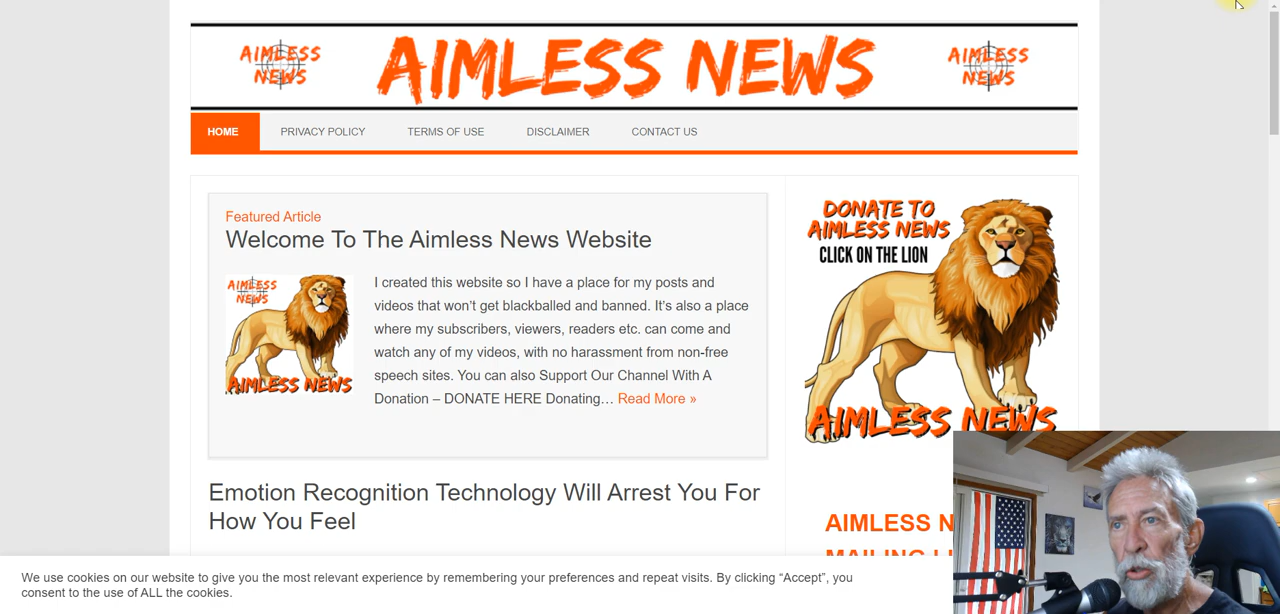 AIMLESS
NEWS
AIMLESS NEWS
AIMLESS
NEWS
HOME
PRIVACY POLICY
TERMS OF USE
DISCLAIMER
CONTACT US
Featured Article
Welcome To The Aimless News Website
AIMLESS
NEWS
AIMLESS NEWS
I created this website so I have a place for my posts and
videos that won’t get blackballed and banned. It’s also a place
where my subscribers, viewers, readers etc. can come and
watch any of my videos, with no harassment from non-free
speech sites. You can also Support Our Channel With A
Donation – DONATE HERE Donating… Read More »
Emotion Recognition Technology Will Arrest You For
How You Feel
DONATE TO
AIMLESS NEWS
CLICK ON THE LION
AIMLESS NEWS
AIMLESS N
MAILING LI
We use cookies on our website to give you the most relevant experience by remembering your preferences and repeat visits. By clicking “Accept”, you
consent to the use of ALL the cookies.